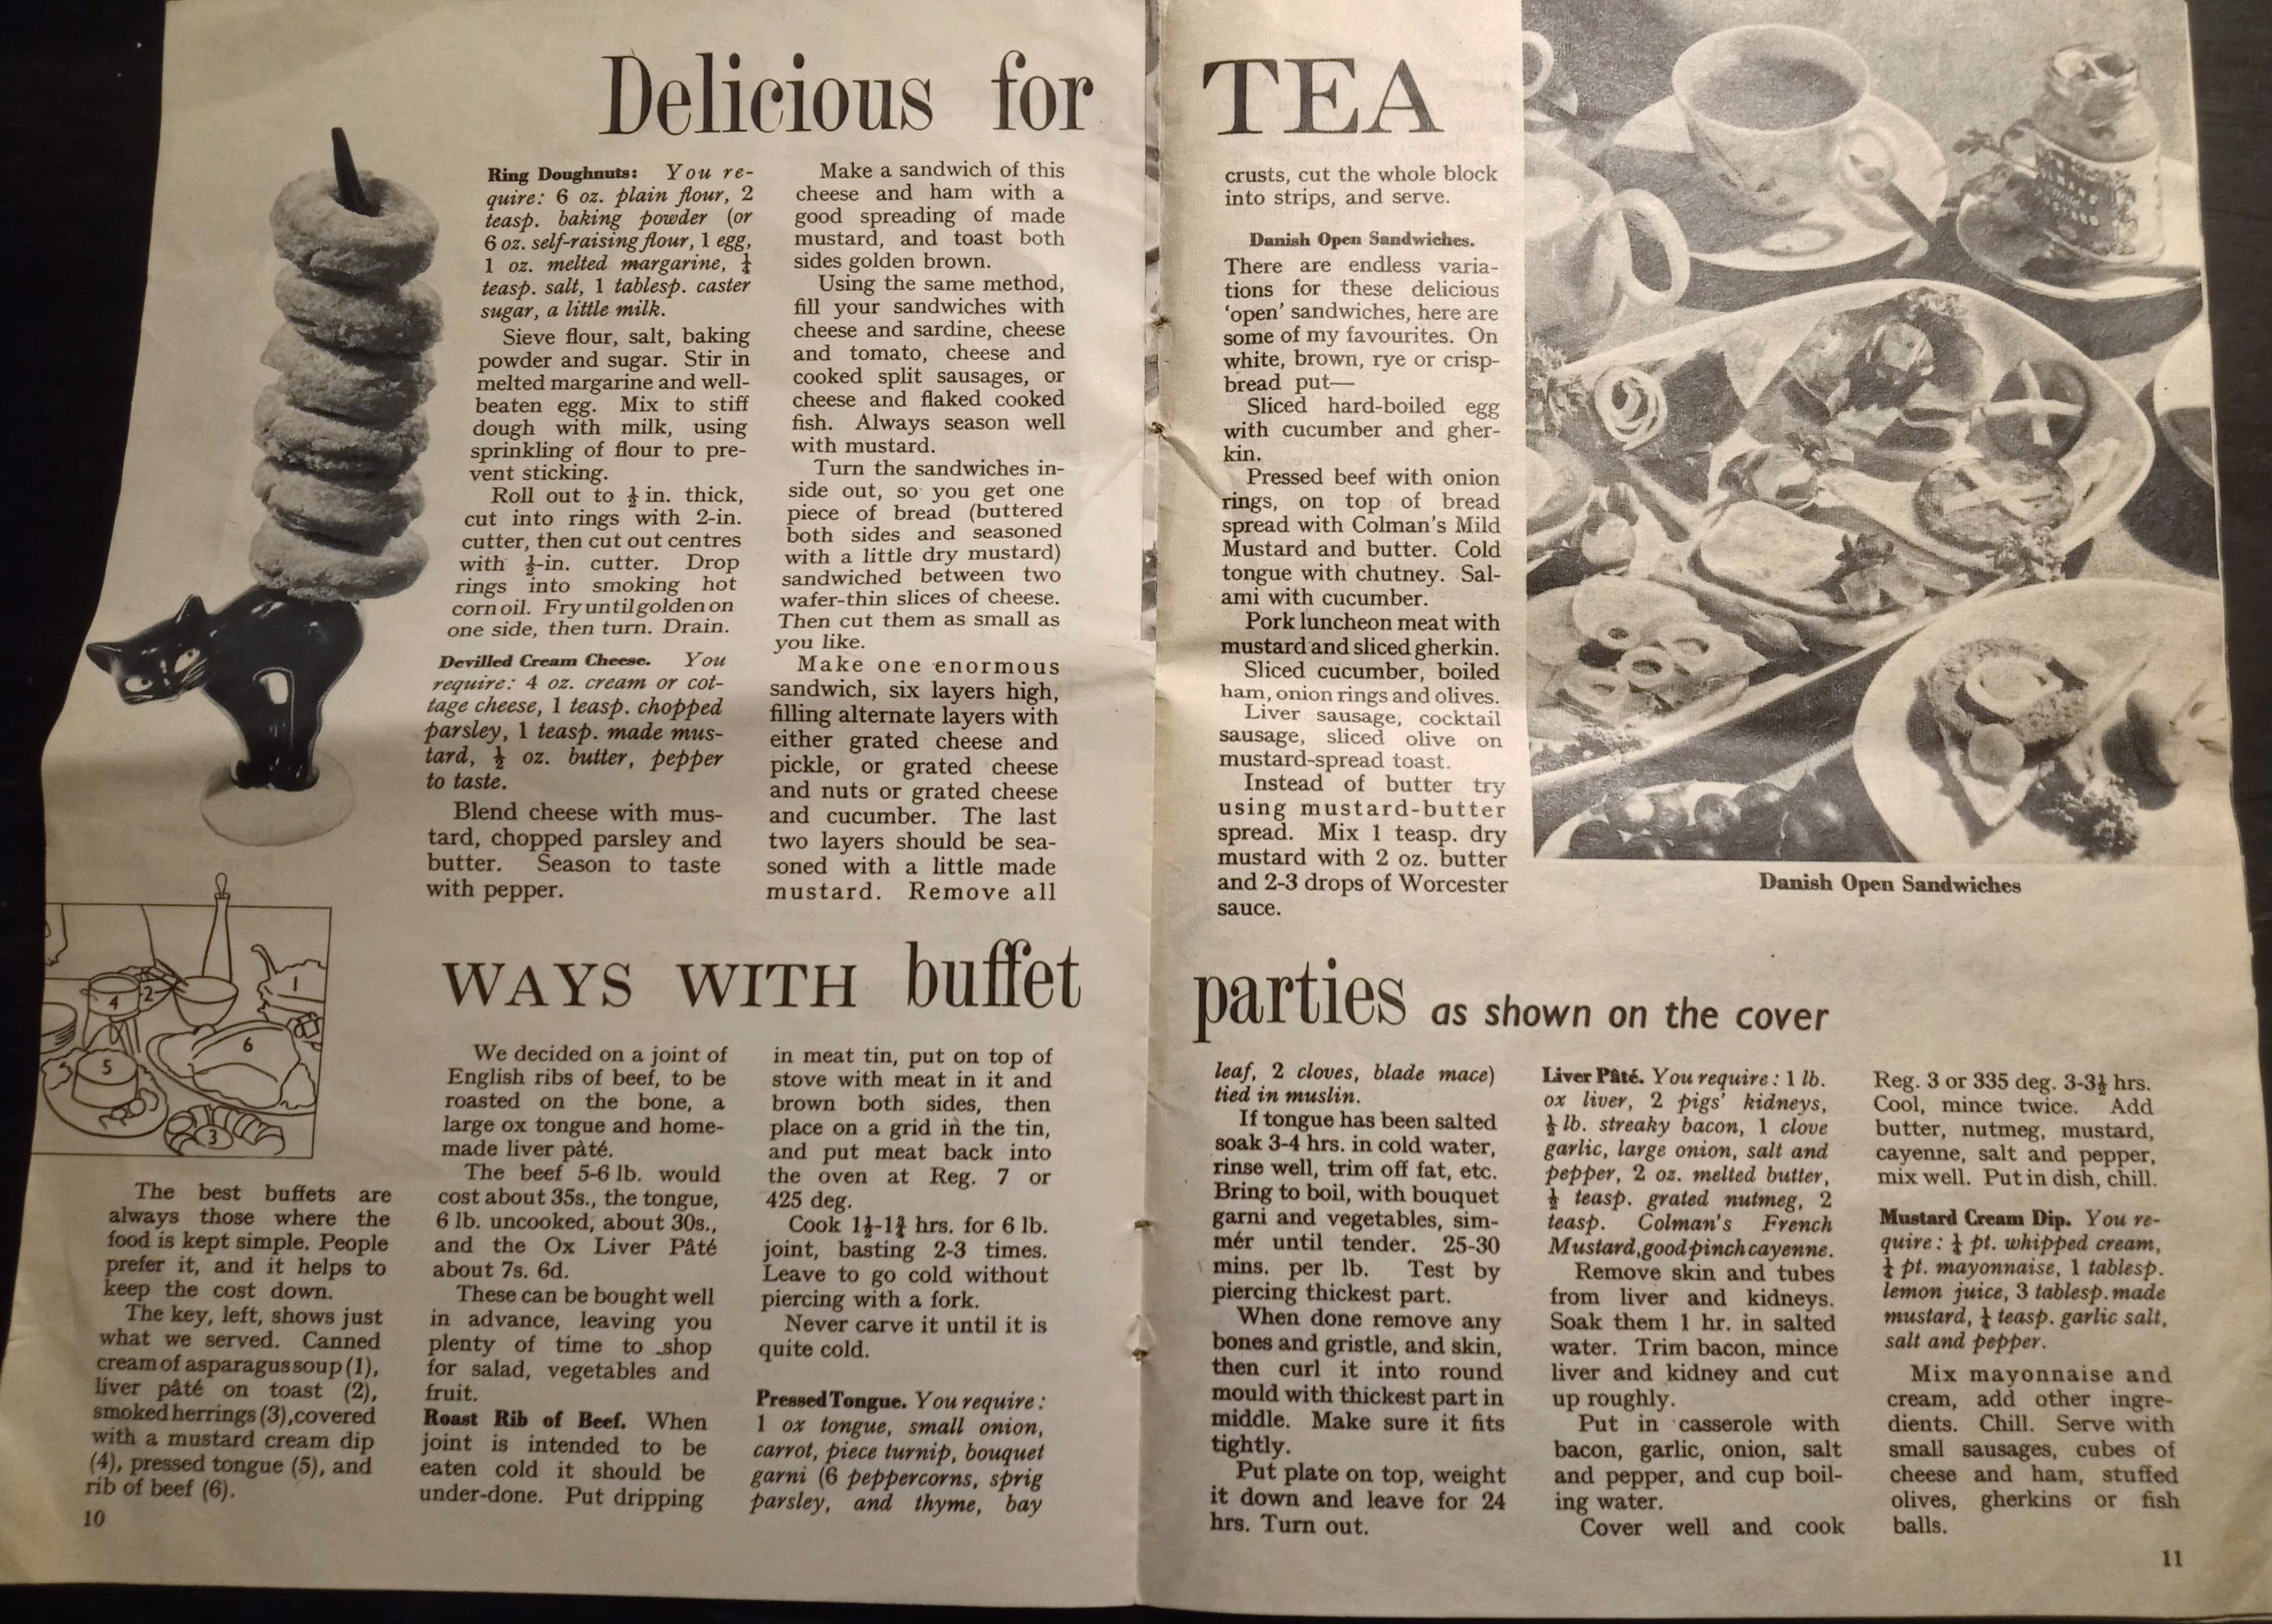 Delicious for TEA
Ring Doughnuts: You re-
quire: 6 oz. plain flour, 2
teasp. baking powder (or
6 oz. self-raising flour, 1 egg,
1 oz. melted margarine, ¼
teasp. salt, 1 tablesp. caster
sugar, a little milk.
Sieve flour, salt, baking
powder and sugar. Stir in
melted margarine and well-
beaten egg. Mix to stiff
dough with milk, using
sprinkling of flour to pre-
vent sticking.
Roll out to ½ in. thick,
cut into rings with 2-in.
cutter, then cut out centres
with ½-in. cutter. Drop
rings into smoking hot
corn oil. Fry until golden on
one side, then turn. Drain.
Devilled Cream Cheese. You
require: 4 oz. cream or cot-
tage cheese, 1 teasp. chopped
parsley, 1 teasp. made mus-
tard, ½ oz. butter, pepper
to taste.
Blend cheese with mus-
tard, chopped parsley and
butter. Season to taste
with pepper.
Make a sandwich of this
cheese and ham with a
good spreading of made
mustard, and toast both
sides golden brown.
Using the same method,
fill your sandwiches with
cheese and sardine, cheese
and tomato, cheese and
cooked split sausages, or
cheese and flaked cooked
fish. Always season well
with mustard.
Turn the sandwiches in-
side out, so you get one
piece of bread (buttered
both sides and seasoned
with a little dry mustard)
sandwiched between two
wafer-thin slices of cheese.
Then cut them as small as
you like.
Make one enormous
sandwich, six layers high,
filling alternate layers with
either grated cheese and
pickle, or grated cheese
and nuts or grated cheese
and cucumber. The last
two layers should be sea-
soned with a little made
mustard. Remove all
crusts, cut the whole block
into strips, and serve.
Danish Open Sandwiches.
There are endless varia-
tions for these delicious
‘open’ sandwiches, here are
some of my favourites. On
white, brown, rye or crisp-
bread put—
Sliced hard-boiled egg
with cucumber and gher-
kin.
Pressed beef with onion
rings, on top of bread
spread with Colman's Mild
Mustard and butter. Cold
tongue with chutney. Sal-
ami with cucumber.
Pork luncheon meat with
mustard and sliced gherkin.
Sliced cucumber, boiled
ham, onion rings and olives.
Liver sausage, cocktail
sausage, sliced olive on
mustard-spread toast.
Instead of butter try
using mustard-butter
spread. Mix 1 teasp. dry
mustard with 2 oz. butter
and 2-3 drops of Worcester
sauce.
MUSTARD
Danish Open Sandwiches
WAYS WITH buffet parties as shown on the cover
1
2
4
6
5
3
The best buffets are
always those where the
food is kept simple. People
prefer it, and it helps to
keep the cost down.
The key, left, shows just
what we served. Canned
cream of asparagus soup (1),
liver pâté on toast (2),
smoked herrings (3), covered
with a mustard cream dip
(4), pressed tongue (5), and
rib of beef (6).
10
We decided on a joint of
English ribs of beef, to be
roasted on the bone, a
large ox tongue and home-
made liver pàté.
The beef 5-6 lb. would
cost about 35s., the tongue,
6 lb. uncooked, about 30s.,
and the Ox Liver Pâté
about 7s. 6d.
These can be bought well
in advance, leaving you
plenty of time to shop
for salad, vegetables and
fruit.
Roast Rib of Beef. When
joint is intended to be
eaten cold it should be
under-done. Put dripping
in meat tin, put on top of
stove with meat in it and
brown both sides, then
place on a grid in the tin,
and put meat back into
the oven at Reg. 7 or
425 deg.
Cook 1½-1¾ hrs. for 6 lb.
joint, basting 2-3 times.
Leave to go cold without
piercing with a fork.
Never carve it until it is
quite cold.
Pressed Tongue. You require:
1 ox tongue, small onion,
carrot, piece turnip, bouquet
garni (6 peppercorns, sprig
parsley, and thyme, bay
leaf, 2 cloves, blade mace)
tied in muslin.
If tongue has been salted
soak 3-4 hrs. in cold water,
rinse well, trim off fat, etc.
Bring to boil, with bouquet
garni and vegetables, sim-
mer until tender. 25-30
mins. per lb. Test by
piercing thickest part.
When done remove any
bones and gristle, and skin,
then curl it into round
mould with thickest part in
middle. Make sure it fits
tightly.
Put plate on top, weight
it down and leave for 24
hrs. Turn out.
Liver Pâté. You require: 1 lb.
ox liver, 2 pigs' kidneys,
½ lb. streaky bacon, 1 clove
garlic, large onion, salt and
pepper, 2 oz. melted butter,
½ teasp. grated nutmeg, 2
teasp. Colman's French
Mustard, good pinch cayenne.
Remove skin and tubes
from liver and kidneys.
Soak them 1 hr. in salted
water. Trim bacon, mince
liver and kidney and cut
up roughly.
Put in casserole with
bacon, garlic, onion, salt
and pepper, and cup boil-
ing water.
Cover well and cook
Reg. 3 or 335 deg. 3-3½ hrs.
Cool, mince twice. Add
butter, nutmeg, mustard,
cayenne, salt and pepper,
mix well. Put in dish, chill.
Mustard Cream Dip. You re-
quire: ¼ pt. whipped cream,
¼ pt. mayonnaise, 1 tablesp.
lemon juice, 3 tablesp. made
mustard, ¼ teasp. garlic salt,
salt and pepper.
Mix mayonnaise and
cream, add other ingre-
dients. Chill. Serve with
small sausages, cubes of
cheese and ham, stuffed
olives, gherkins or fish
balls.
11